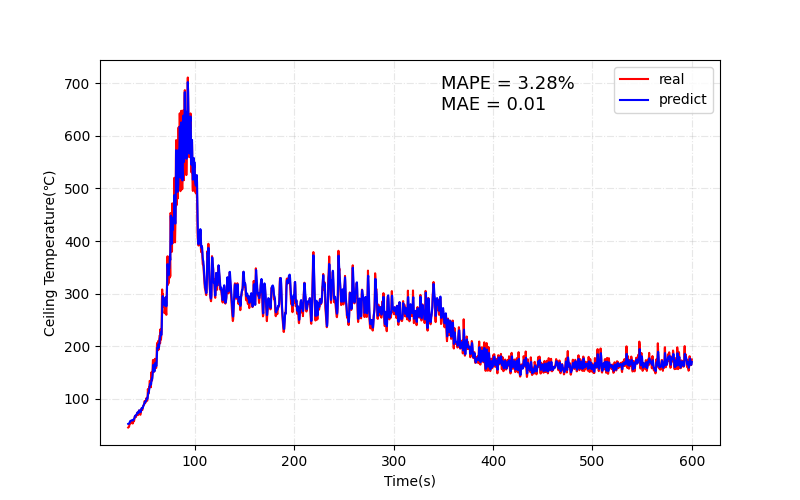 MAPE = 3.28%
MAE = 0.01
real
predict
Ceiling Temperature(℃)
700
600
500
400
300
200
100
100 200 300 400 500 600
Time(s)